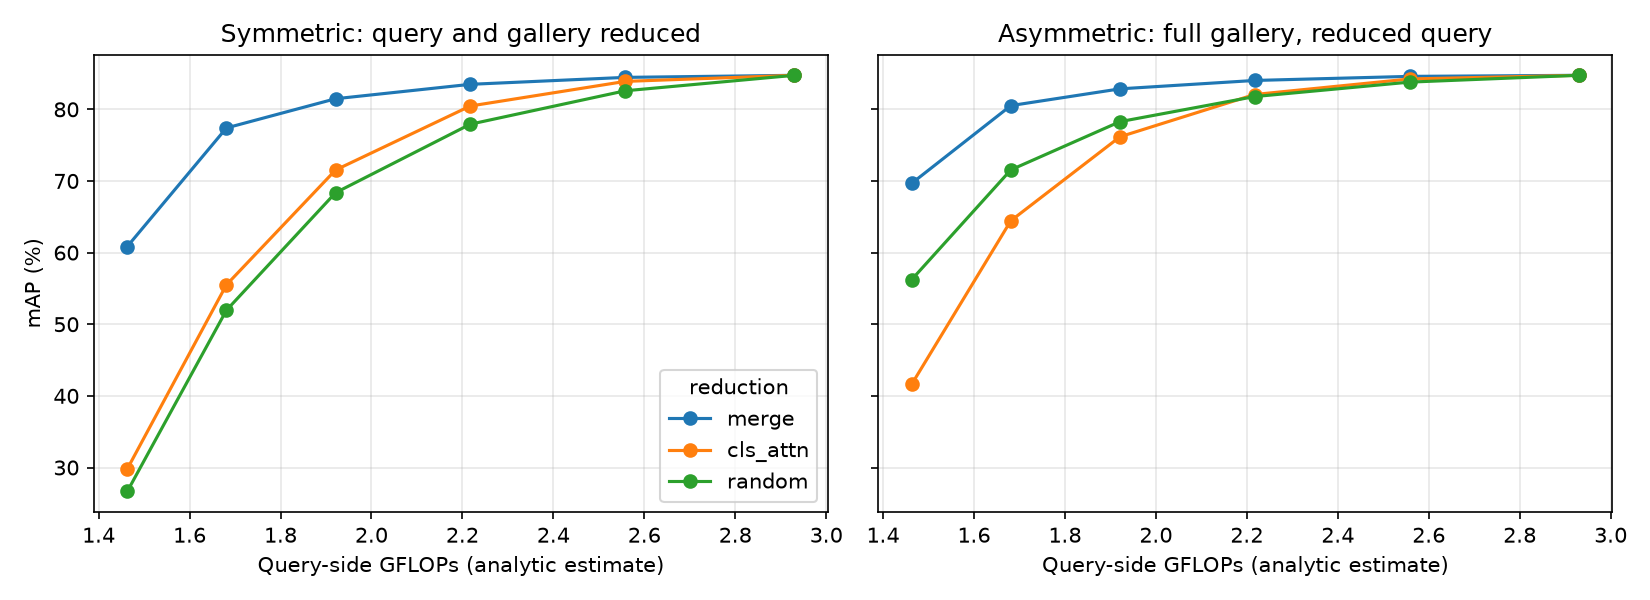 Symmetric: query and gallery reduced
mAP (%)
80
70
60
50
40
30
1.4 1.6 1.8 2.0 2.2 2.4 2.6 2.8 3.0
Query-side GFLOPs (analytic estimate)
reduction
merge
cls_attn
random
Asymmetric: full gallery, reduced query
1.4 1.6 1.8 2.0 2.2 2.4 2.6 2.8 3.0
Query-side GFLOPs (analytic estimate)